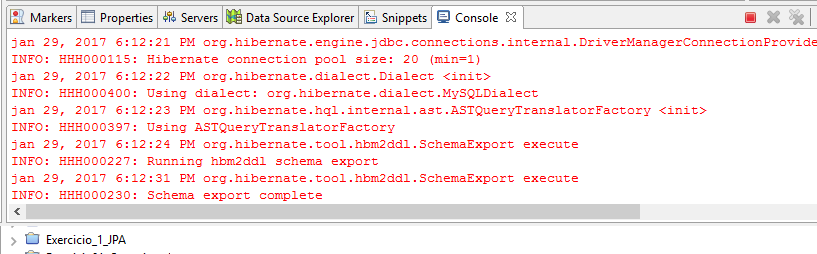 Markers Properties Servers Data Source Explorer Snippets Console
jan 29, 2017 6:12:21 PM org.hibernate.engine.jdbc.connections.internal.DriverManagerConnectionProvide
INFO: HHH000115: Hibernate connection pool size: 20 (min=1)
jan 29, 2017 6:12:22 PM org.hibernate.dialect.Dialect <init>
INFO: HHH000400: Using dialect: org.hibernate.dialect.MySQLDialect
jan 29, 2017 6:12:23 PM org.hibernate.hql.internal.ast.ASTQueryTranslatorFactory <init>
INFO: HHH000397: Using ASTQueryTranslatorFactory
jan 29, 2017 6:12:24 PM org.hibernate.tool.hbm2ddl.SchemaExport execute
INFO: HHH000227: Running hbm2ddl schema export
jan 29, 2017 6:12:31 PM org.hibernate.tool.hbm2ddl.SchemaExport execute
INFO: HHH000230: Schema export complete
Exercicio_1_JPA